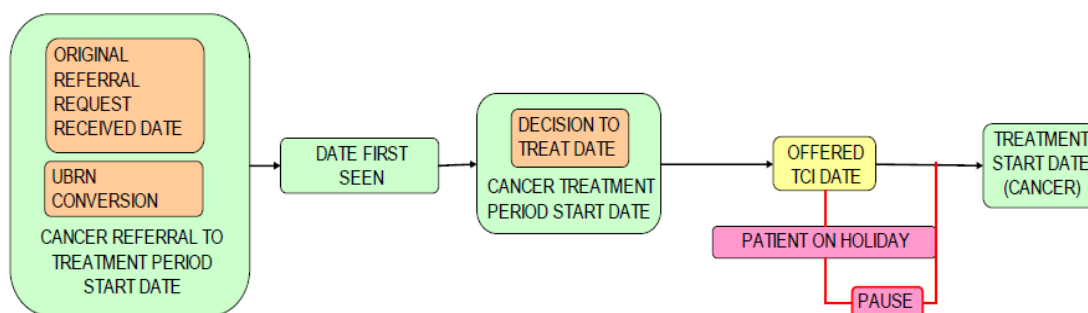 ORIGINAL
REFERRAL
REQUEST
RECEIVED DATE
UBRN
CONVERSION
CANCER REFERRAL TO
TREATMENT PERIOD
START DATE
DATE FIRST
SEEN
DECISION TO
TREAT DATE
CANCER TREATMENT
PERIOD START DATE
OFFERED
TCI DATE
PATIENT ON HOLIDAY
PAUSE
TREATMENT
START DATE
(CANCER)